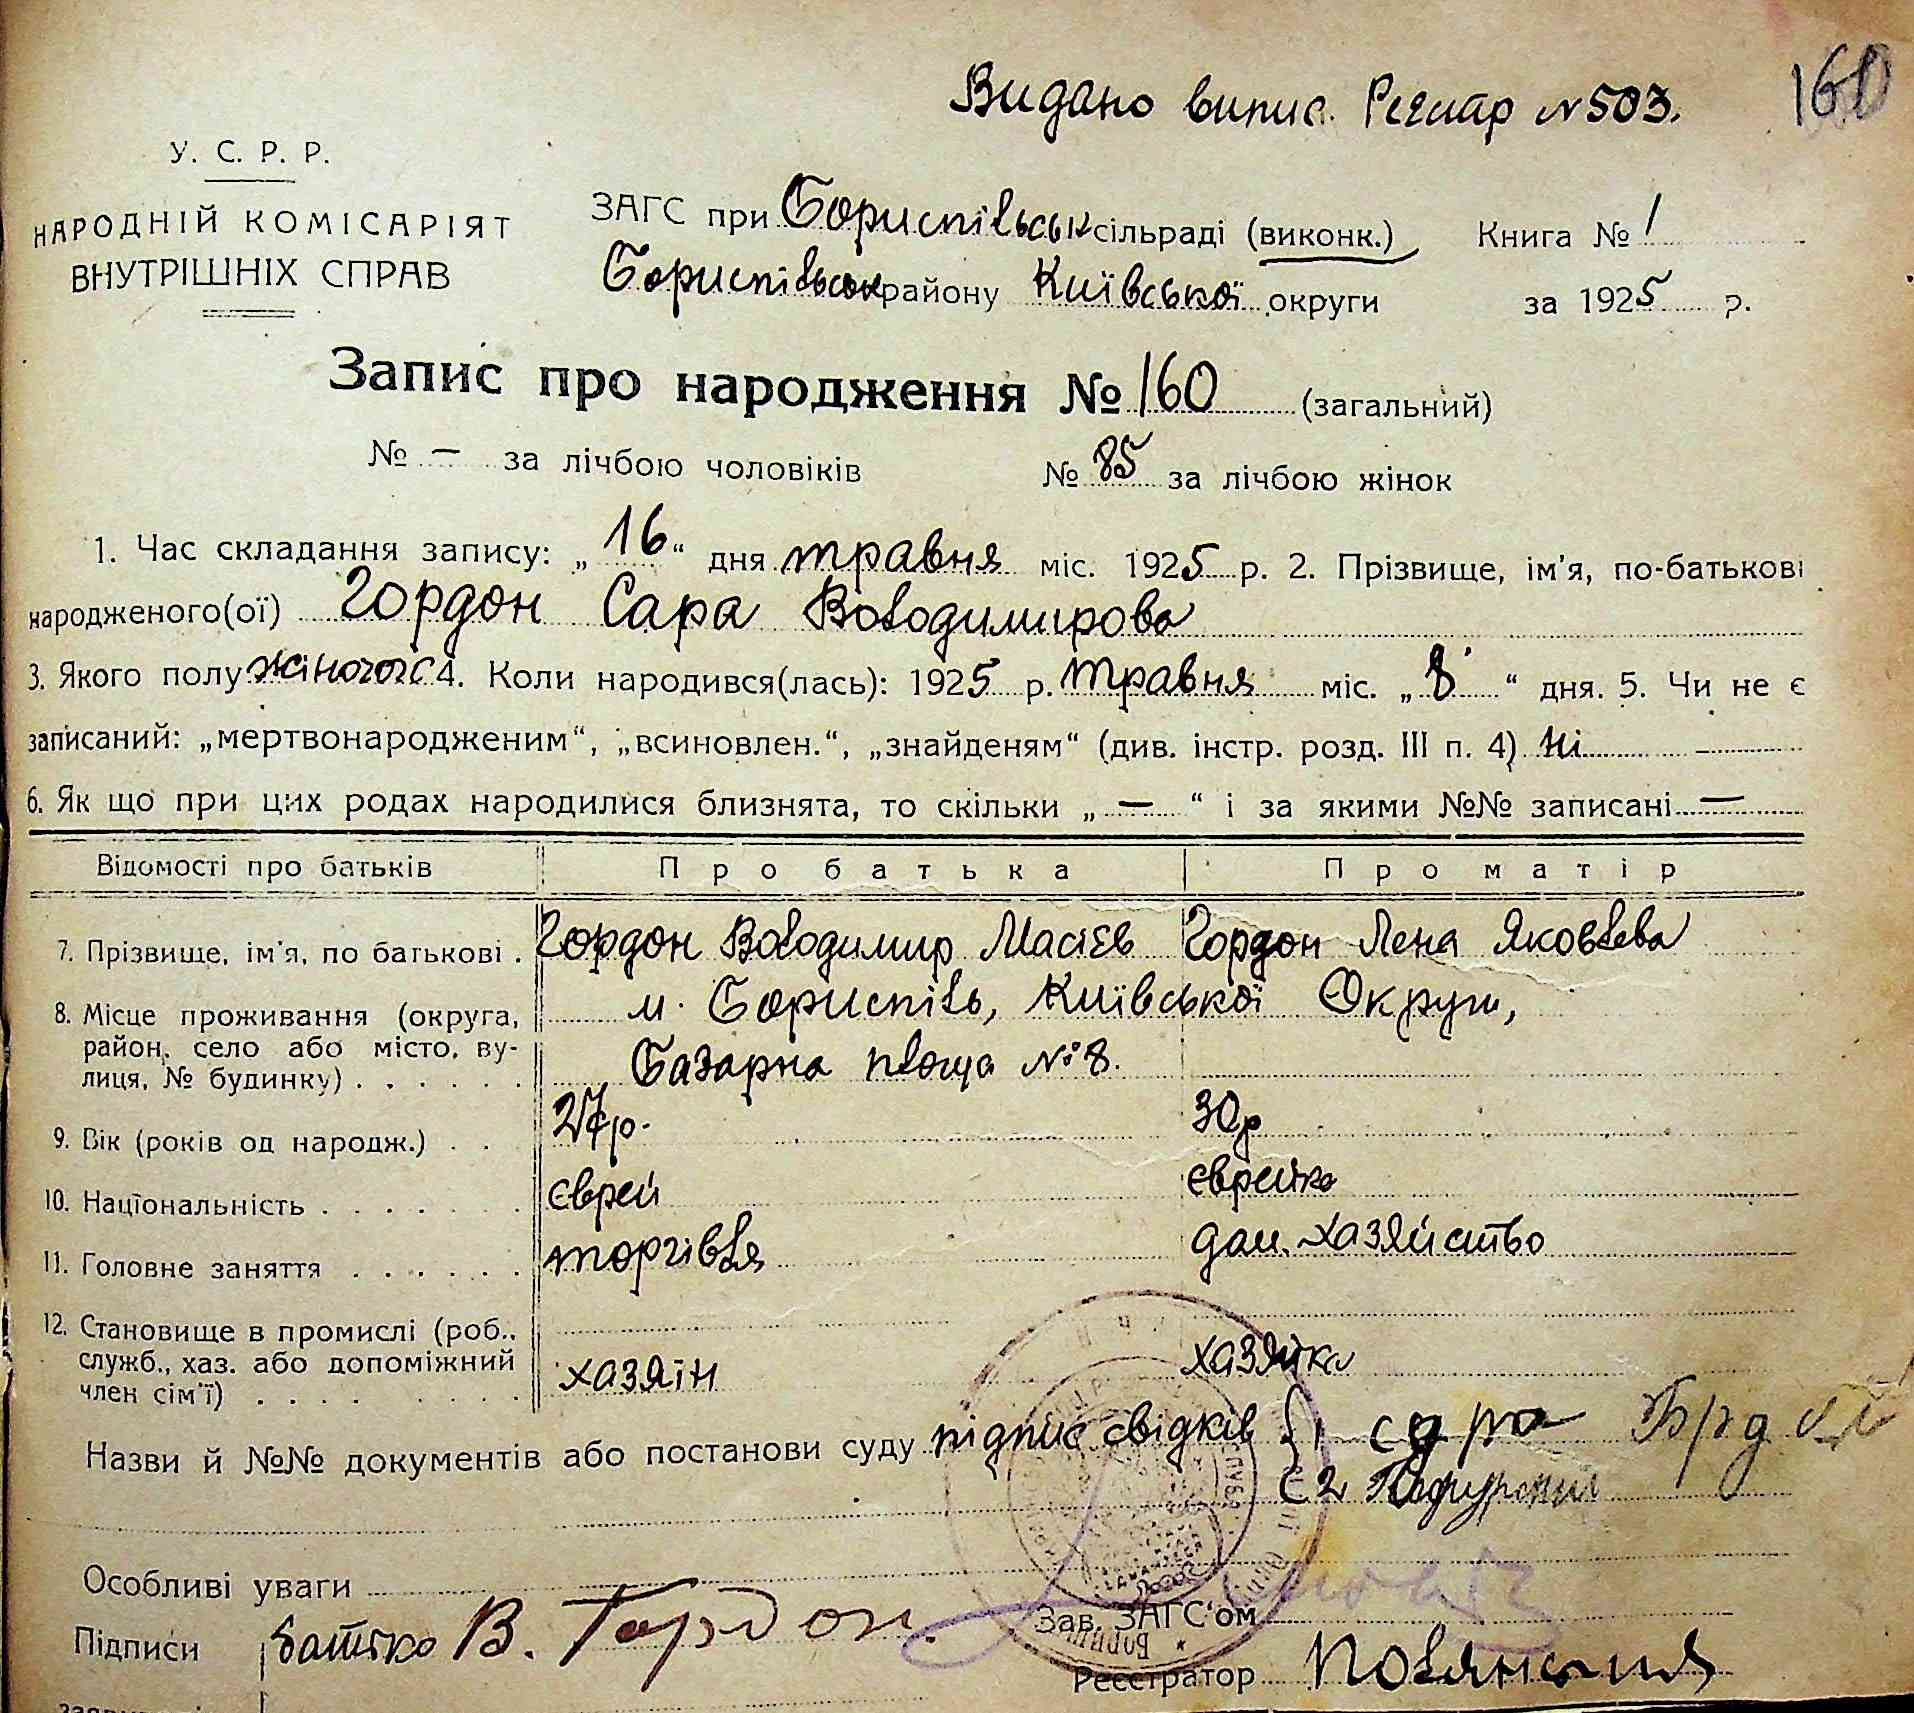 Видано випис. Реєстр №503. 160
У. С. Р. Р.
НАРОДНІЙ КОМІСАРІЯТ
ВНУТРІШНІХ СПРАВ
ЗАГС при Бориспільськ сільраді (виконк.) Книга № 1
Бориспільськ району Київської округи за 1925 р.
Запис про народження № 160 (загальний)
№ — за лічбою чоловіків № 85 за лічбою жінок
1. Час складання запису: „16“ дня травня міс. 1925 р. 2. Прізвище, ім'я, по-батькові
народженого(ої) Гордон Сара Володимирова
3. Якого полу жіночого 4. Коли народився(лась): 1925 р. травня міс. „8“ дня. 5. Чи не є
записаний: „мертвонародженим“, „всиновлен.“, „знайденям“ (див. інстр. розд. III п. 4) ні
6. Як що при цих родах народилися близнята, то скільки „—“ і за якими №№ записані —
Відомості про батьків Про батька Про матір
7. Прізвище, ім'я, по батькові . Гордон Володимир Масієв Гордон Лена Яковлева
8. Місце проживання (округа, м. Бориспіль, Київської Округи,
район, село або місто, ву-
лиця, № будинку) . . . . . . Базарна площа №8.
9. Вік (років од народж.) . . 27р. 30р
10. Національність . . . . . . . єврей єврейка
11. Головне заняття . . . . . . торгівля дом. хазяйство
12. Становище в промислі (роб.,
служб., хаз. або допоміжний хазяїн хазяйка
член сім'ї) . . . . . . . .
Назви й №№ документів або постанови суду підпис свідків { 1 сара
2
Особливі уваги
Зав. ЗАГС'ом
Підписи батько В. Гордон.
Реєстратор Полянський